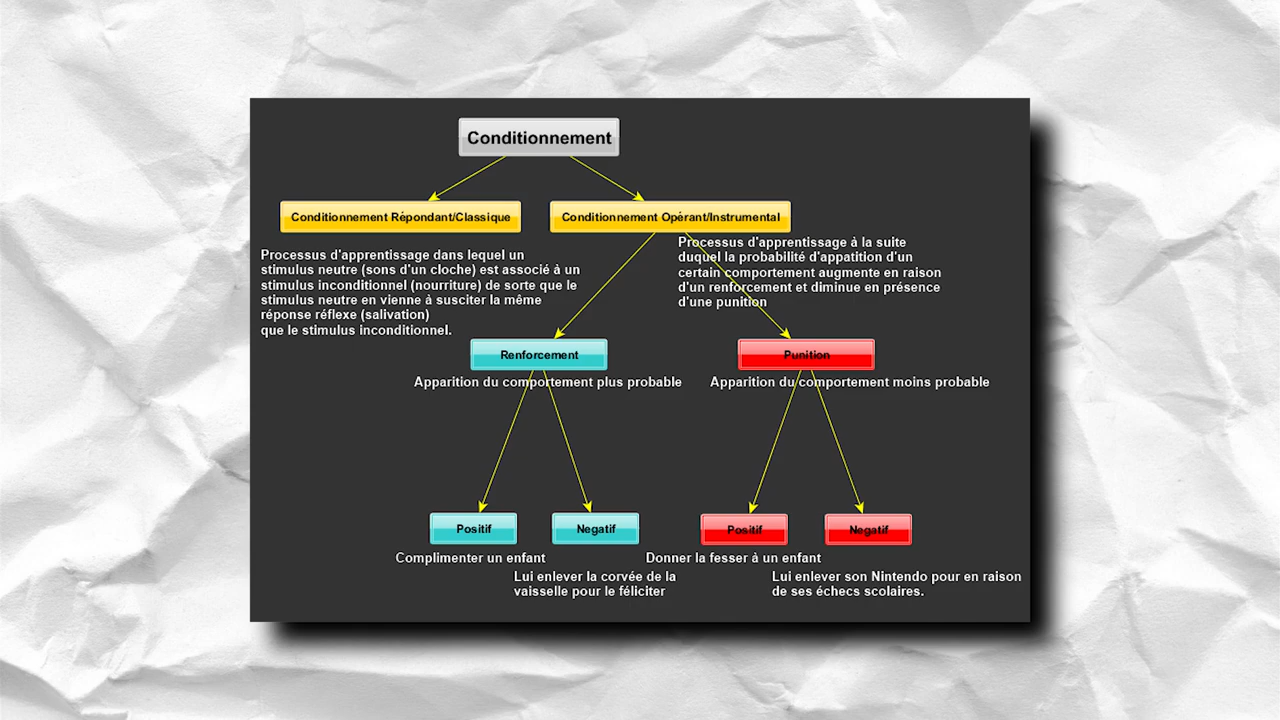 Conditionnement
Conditionnement Répondant/Classique
Conditionnement Opérant/Instrumental
Processus d'apprentissage dans lequel un
stimulus neutre (sons d'un cloche) est associé à un
stimulus inconditionnel (nourriture) de sorte que le
stimulus neutre en vienne à susciter la même
réponse réflexe (salivation)
que le stimulus inconditionnel.
Processus d'apprentissage à la suite
duquel la probabilité d'appatition d'un
certain comportement augmente en raison
d'un renforcement et diminue en présence
d'une punition
Renforcement
Apparition du comportement plus probable
Punition
Apparition du comportement moins probable
Positif
Complimenter un enfant
Negatif
Lui enlever la corvée de la
vaisselle pour le féliciter
Positif
Donner la fesser à un enfant
Negatif
Lui enlever son Nintendo pour en raison
de ses échecs scolaires.